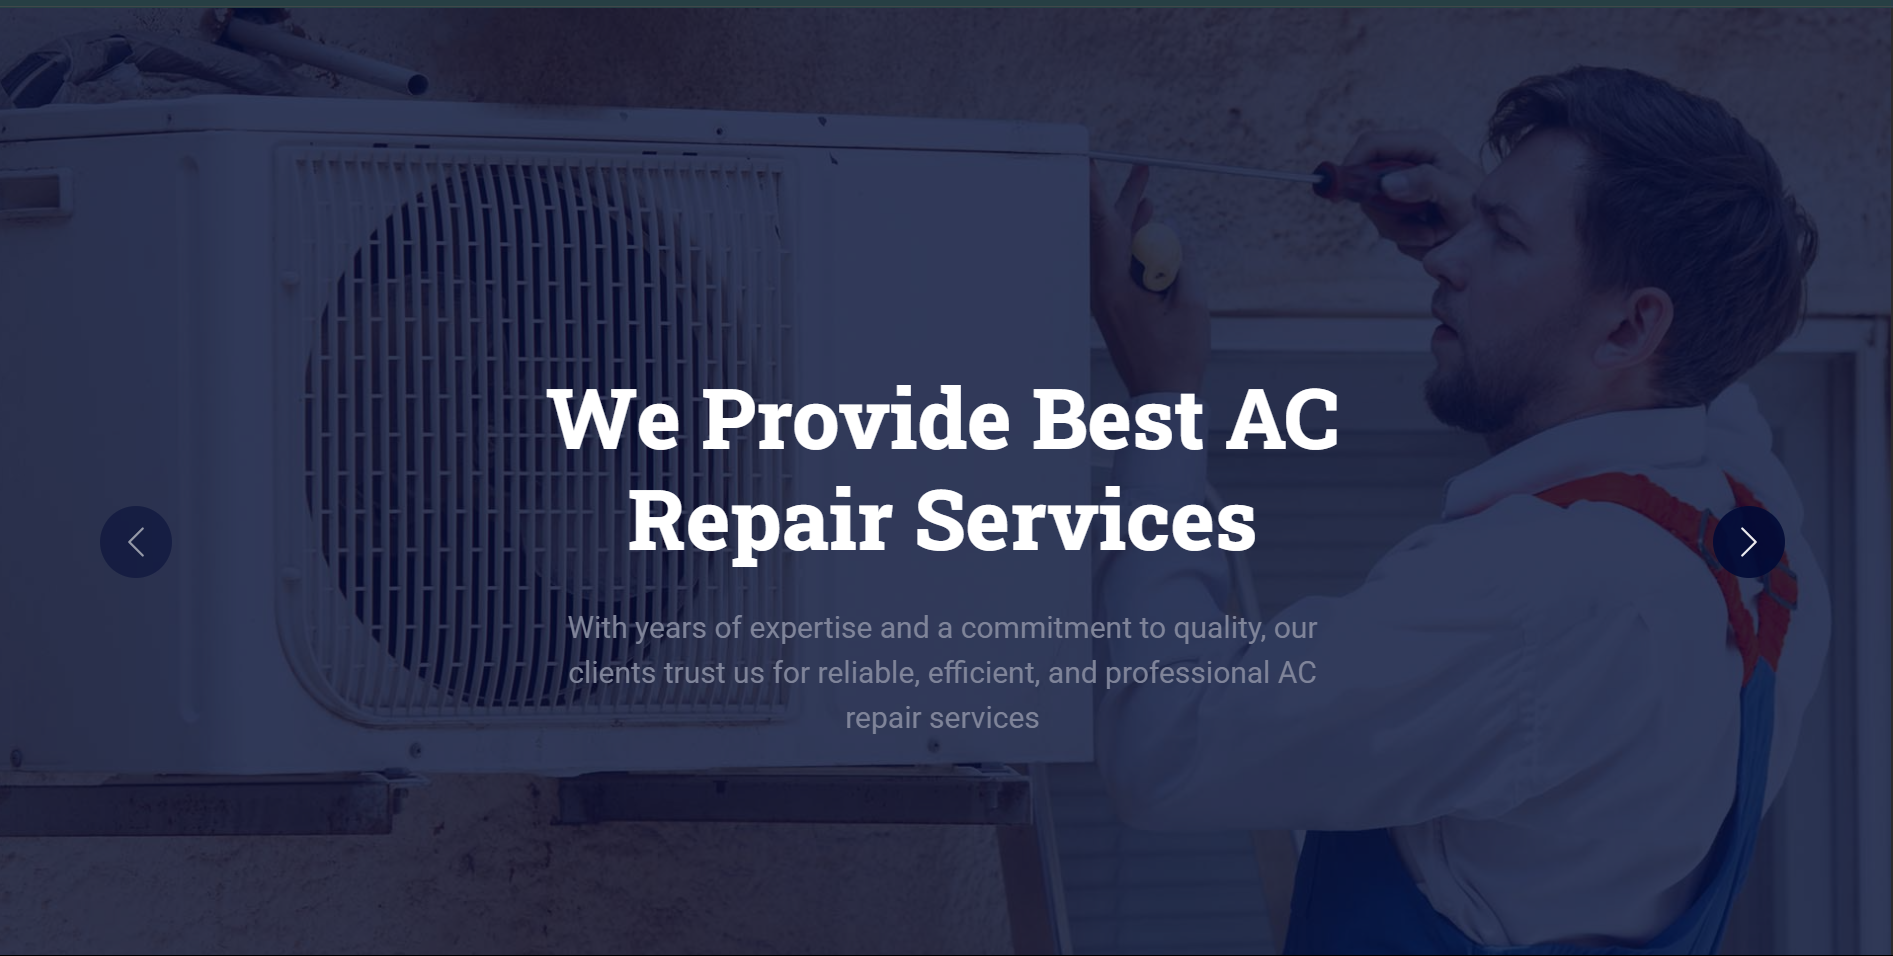 We Provide Best AC
Repair Services
With years of expertise and a commitment to quality, our
clients trust us for reliable, efficient, and professional AC
repair services